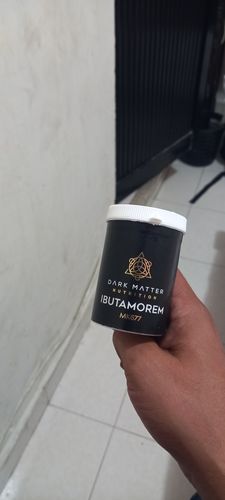 DARK MATTER
NUTRITION
IBUTAMOREM
MK677